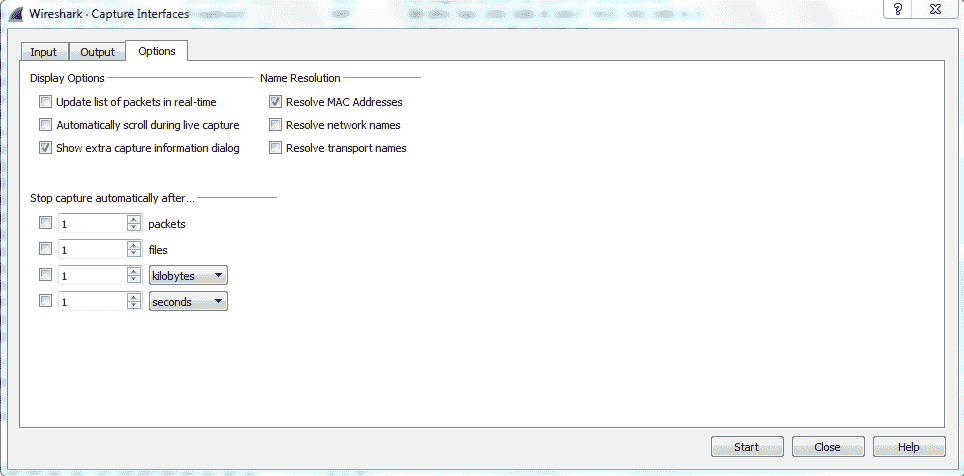 Wireshark - Capture Interfaces
Input Output Options
Display Options Name Resolution
Update list of packets in real-time Resolve MAC Addresses
Automatically scroll during live capture Resolve network names
Show extra capture information dialog Resolve transport names
Stop capture automatically after...
1 packets
1 files
1 kilobytes
1 seconds
Start Close Help